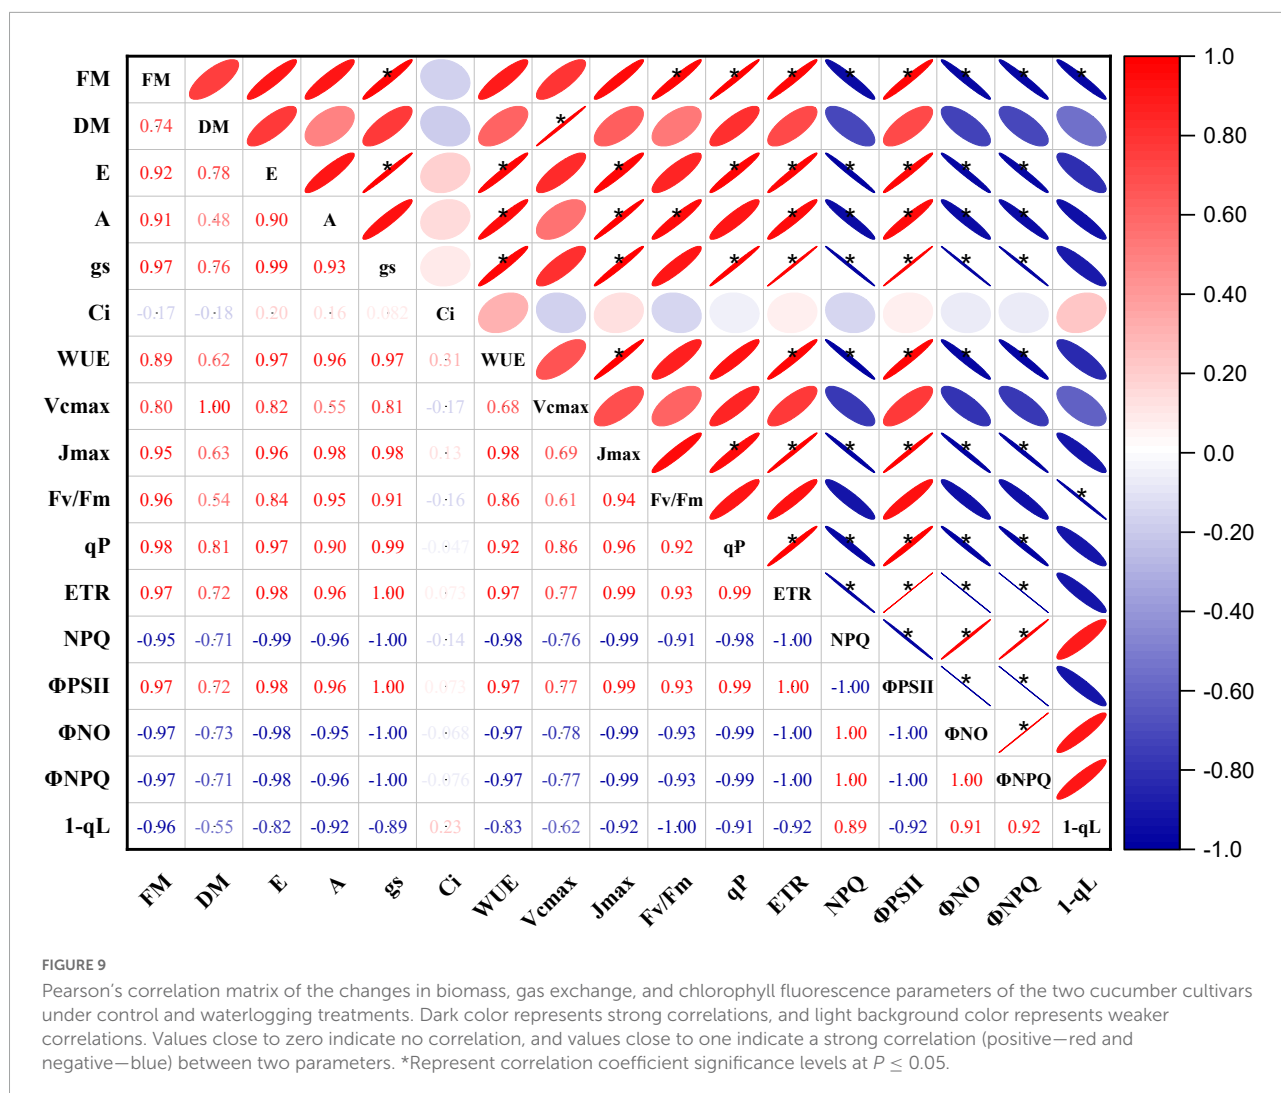 1.0
FM FM * * * * * * * * *
0.80
DM 0.74 DM *
E 0.92 0.78 E * * * * * * * * *
0.60
A 0.91 0.48 0.90 A * * * * * * * *
gs 0.97 0.76 0.99 0.93 gs * * * * * * * *
0.40
Ci -0.17 -0.18 0.20 0.16 0.082 Ci
0.20
WUE 0.89 0.62 0.97 0.96 0.97 0.31 WUE * * * * * *
Vcmax 0.80 1.00 0.82 0.55 0.81 -0.17 0.68 Vcmax
0.0
Jmax 0.95 0.63 0.96 0.98 0.98 0.13 0.98 0.69 Jmax * * * * * *
Fv/Fm 0.96 0.54 0.84 0.95 0.91 -0.16 0.86 0.61 0.94 Fv/Fm *
-0.20
qP 0.98 0.81 0.97 0.90 0.99 -0.047 0.92 0.86 0.96 0.92 qP * * * * *
-0.40
ETR 0.97 0.72 0.98 0.96 1.00 0.073 0.97 0.77 0.99 0.93 0.99 ETR * * * *
NPQ -0.95 -0.71 -0.99 -0.96 -1.00 -0.14 -0.98 -0.76 -0.99 -0.91 -0.98 -1.00 NPQ * * *
-0.60
ΦPSII 0.97 0.72 0.98 0.96 1.00 0.073 0.97 0.77 0.99 0.93 0.99 1.00 -1.00 ΦPSII * *
ΦNO -0.97 -0.73 -0.98 -0.95 -1.00 -0.068 -0.97 -0.78 -0.99 -0.93 -0.99 -1.00 1.00 -1.00 ΦNO *
-0.80
ΦNPQ -0.97 -0.71 -0.98 -0.96 -1.00 -0.076 -0.97 -0.77 -0.99 -0.93 -0.99 -1.00 1.00 -1.00 1.00 ΦNPQ
1-qL -0.96 -0.55 -0.82 -0.92 -0.89 0.23 -0.83 -0.62 -0.92 -1.00 -0.91 -0.92 0.89 -0.92 0.91 0.92 1-qL
-1.0
FM DM E A gs Ci WUE Vcmax Jmax Fv/Fm qP ETR NPQ ΦPSII ΦNO ΦNPQ 1-qL
FIGURE 9
Pearson's correlation matrix of the changes in biomass, gas exchange, and chlorophyll fluorescence parameters of the two cucumber cultivars
under control and waterlogging treatments. Dark color represents strong correlations, and light background color represents weaker
correlations. Values close to zero indicate no correlation, and values close to one indicate a strong correlation (positive—red and
negative—blue) between two parameters. *Represent correlation coefficient significance levels at P ≤ 0.05.